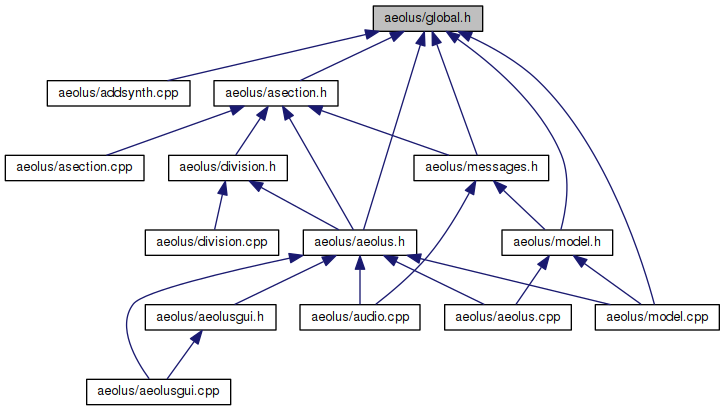 aeolus/global.h
aeolus/addsynth.cpp
aeolus/asection.h
aeolus/asection.cpp
aeolus/division.h
aeolus/messages.h
aeolus/division.cpp
aeolus/aeolus.h
aeolus/model.h
aeolus/aeolusgui.h
aeolus/audio.cpp
aeolus/aeolus.cpp
aeolus/model.cpp
aeolus/aeolusgui.cpp